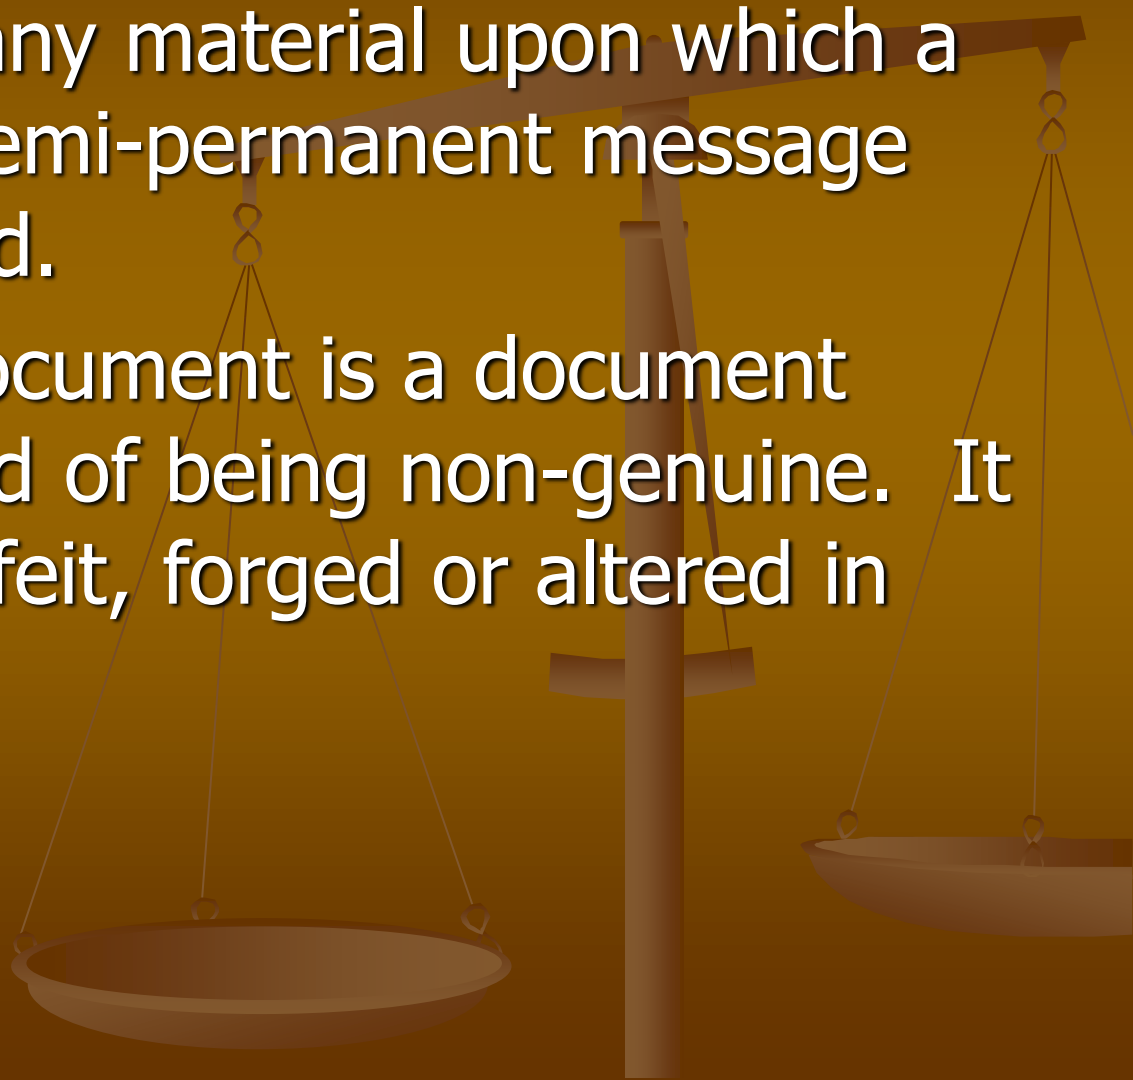 any material upon which a
emi-permanent message
d.
ocument is a document
d of being non-genuine.  It
feit, forged or altered in